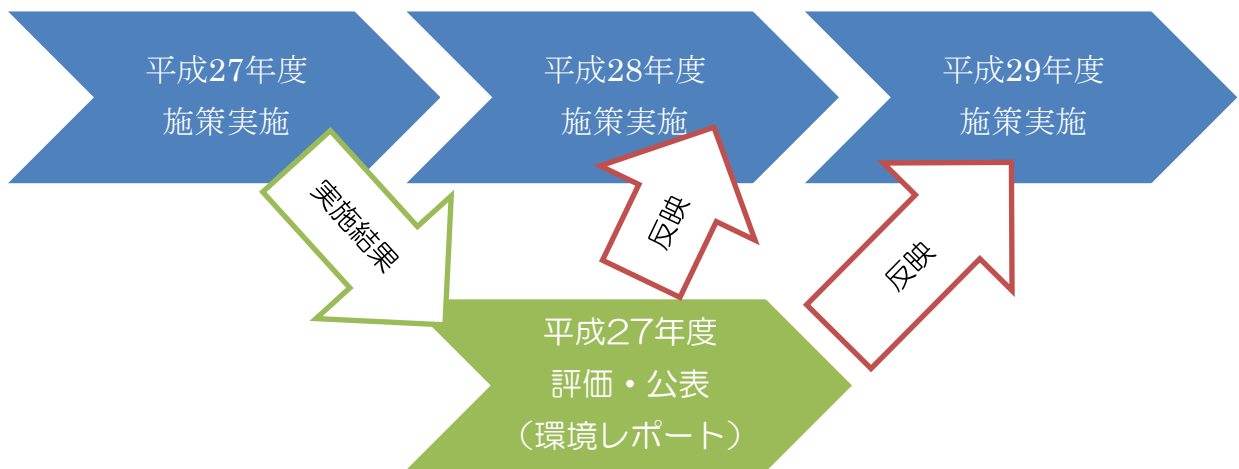 平成27年度
施策実施
平成28年度
施策実施
平成29年度
施策実施
実施結果
反映
反映
平成27年度
評価・公表
（環境レポート）